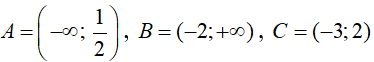 A = (−∞; 1/2), B = (−2; +∞), C = (−3; 2)